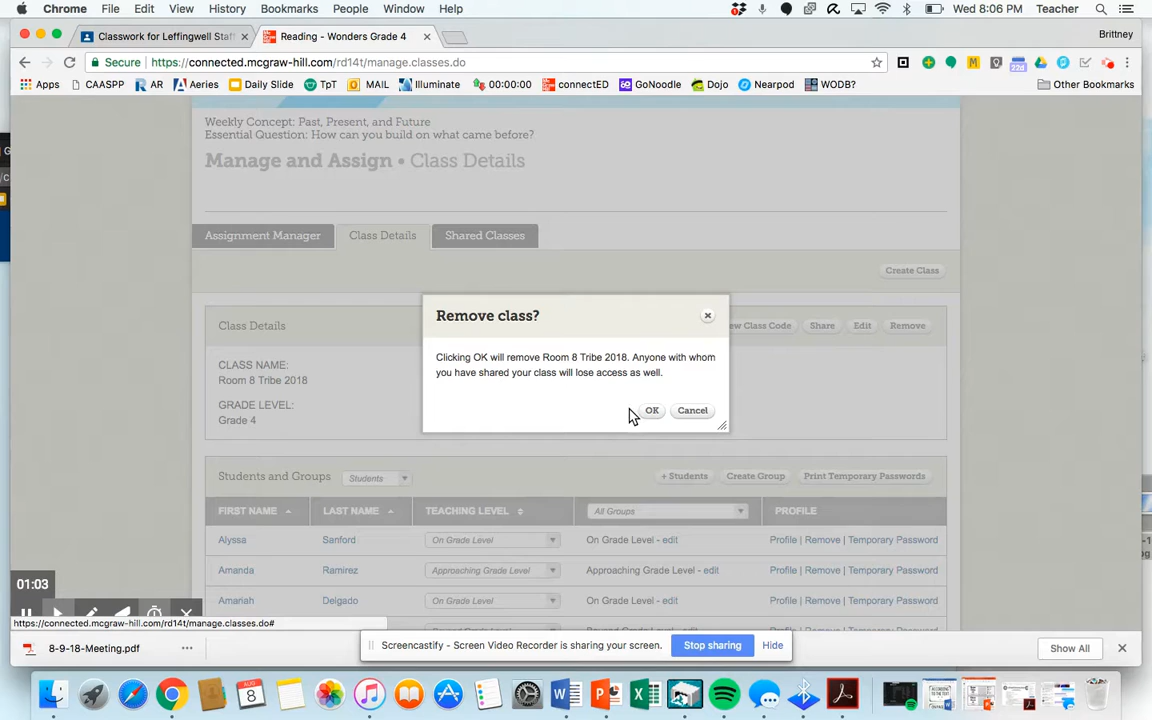 Chrome File Edit View History Bookmarks People Window Help Wed 8:06 PM Teacher
Classwork for Leffingwell Staff Reading - Wonders Grade 4 Brittney
Secure https://connected.mcgraw-hill.com/rd14t/manage.classes.do
Apps CAASPP AR Aeries Daily Slide TpT MAIL Illuminate 00:00:00 connectED GoNoodle Dojo Nearpod WODB? Other Bookmarks
Weekly Concept: Past, Present, and Future
Essential Question: How can you build on what came before?
Manage and Assign • Class Details
Assignment Manager Class Details Shared Classes
Create Class
Class Details Class Code Share Edit Remove
CLASS NAME:
Room 8 Tribe 2018
GRADE LEVEL:
Grade 4
Remove class?
Clicking OK will remove Room 8 Tribe 2018. Anyone with whom
you have shared your class will lose access as well.
OK Cancel
Students and Groups Students + Students Create Group Print Temporary Passwords
FIRST NAME LAST NAME TEACHING LEVEL All Groups PROFILE
Alyssa Sanford On Grade Level On Grade Level - edit Profile | Remove | Temporary Password
Amanda Ramirez Approaching Grade Level Approaching Grade Level - edit Profile | Remove | Temporary Password
Amariah Delgado On Grade Level On Grade Level - edit Profile | Remove | Temporary Password
01:03
https://connected.mcgraw-hill.com/rd14t/manage.classes.do#
8-9-18-Meeting.pdf Screencastify - Screen Video Recorder is sharing your screen. Stop sharing Hide Show All